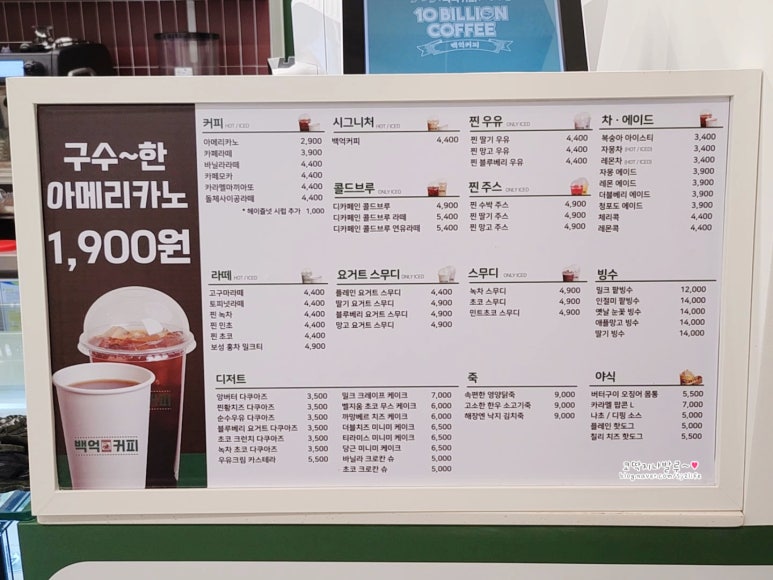 10 BILLION
COFFEE
백억커피
구수~한
아메리카노
1,900원
백억커피
커피 HOT / ICED
아메리카노 2,900
카페라떼 3,900
바닐라라떼 4,400
카페모카 4,400
카라멜마끼아또 4,400
돌체사이공라떼 4,400
* 헤이즐넛 시럽 추가 1,000
시그니처 HOT / ICED
백억커피 4,400
콜드브루 ONLY ICED
디카페인 콜드브루 4,900
디카페인 콜드브루 라떼 5,400
디카페인 콜드브루 연유라떼 5,400
찐 우유 ONLY ICED
찐 딸기 우유 4,400
찐 망고 우유 4,400
찐 블루베리 우유 4,400
찐 주스 ONLY ICED
찐 수박 주스 4,900
찐 딸기 주스 4,900
찐 망고 주스 4,900
차 · 에이드
복숭아 아이스티 3,400
자몽차 (HOT / ICED) 3,400
레몬차 (HOT / ICED) 3,400
자몽 에이드 3,900
레몬 에이드 3,900
더블베리 에이드 3,900
청포도 에이드 3,900
체리콕 4,400
레몬콕 4,400
라떼 HOT / ICED
고구마라떼 4,400
토피넛라떼 4,400
찐 녹차 4,400
찐 민초 4,400
찐 초코 4,400
보성 홍차 밀크티 4,900
요거트 스무디 ONLY ICED
플레인 요거트 스무디 4,400
딸기 요거트 스무디 4,900
블루베리 요거트 스무디 4,900
망고 요거트 스무디 4,900
스무디 ONLY ICED
녹차 스무디 4,900
초코 스무디 4,900
민트초코 스무디 4,900
빙수
밀크 팥빙수 12,000
인절미 팥빙수 14,000
옛날 눈꽃 빙수 14,000
애플망고 빙수 14,000
딸기 빙수 14,000
디저트
앙버터 다쿠아즈 3,500
찐황치즈 다쿠아즈 3,500
순수우유 다쿠아즈 3,500
블루베리 요거트 다쿠아즈 3,500
초코 크런치 다쿠아즈 3,500
녹차 초코 다쿠아즈 3,500
우유크림 카스테라 5,500
밀크 크레이프 케이크 7,000
벨지움 초코 무스 케이크 6,000
까망베르 치즈 케이크 6,000
더블치즈 미니미 케이크 6,500
티라미스 미니미 케이크 6,500
당근 미니미 케이크 6,500
바닐라 크로칸 슈 5,000
초코 크로칸 슈 5,000
죽
속편한 영양닭죽 9,000
고소한 한우 소고기죽 9,000
해장엔 낙지 김치죽 9,000
야식
버터구이 오징어 몸통 5,500
카라멜 팝콘 L 7,000
나초 / 디핑 소스 5,000
플레인 핫도그 5,000
칠리 치즈 핫도그 5,500
blog.naver.com/tyzlife